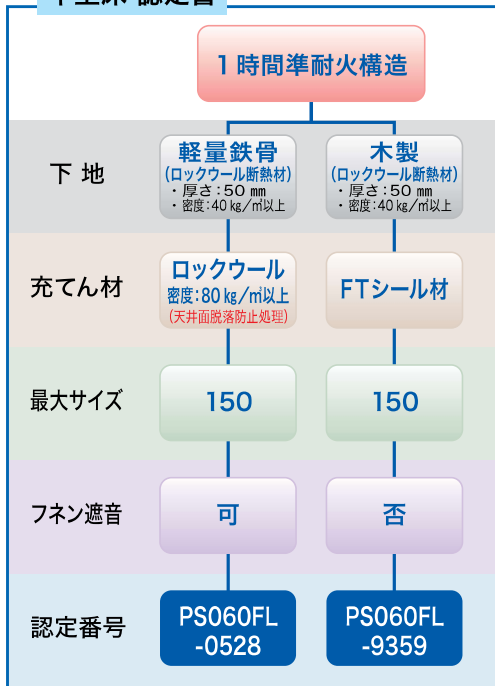 1時間準耐火構造
下地
軽量鉄骨
(ロックウール断熱材)
・厚さ:50㎜
・密度:40㎏/㎥以上
木製
(ロックウール断熱材)
・厚さ:50㎜
・密度:40㎏/㎥以上
充てん材
ロックウール
密度:80㎏/㎥以上
(天井面脱落防止処理)
FTシール材
最大サイズ
150
150
フネン遮音
可
否
認定番号
PS060FL
-0528
PS060FL
-9359